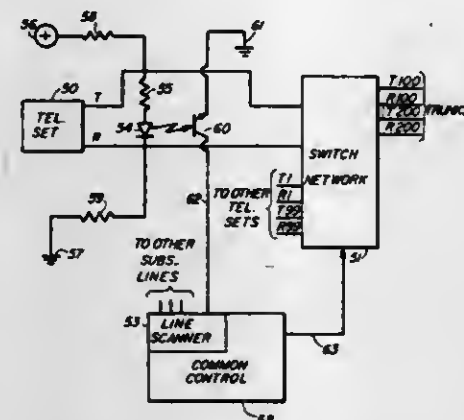 56 + 58
61
50
T
55
TEL.
SET
54
60
R
SWITCH
NETWORK
T100
R100
T200
R200
TRUNKS
59
62
57
TO OTHER
TEL.
SETS
T1
R1
T99
R99
51
TO OTHER
SUBS.
LINES
53
LINE
SCANNER
COMMON
CONTROL
63
52